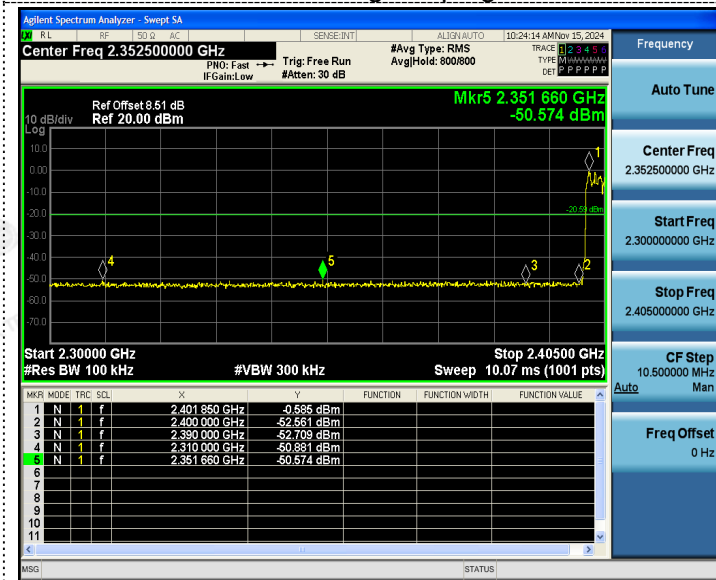 Agilent Spectrum Analyzer - Swept SA
LXI RL RF 50 Ω AC SENSE:INT ALIGN AUTO 10:24:14 AM Nov 15, 2024
Center Freq 2.352500000 GHz
PNO: Fast
IFGain:Low
Trig: Free Run
#Atten: 30 dB
#Avg Type: RMS
Avg|Hold: 800/800
TRACE 1 2 3 4 5 6
TYPE M
DET P P P P P P
Ref Offset 8.51 dB
10 dB/div Ref 20.00 dBm
Log
Mkr5 2.351 660 GHz
-50.574 dBm
10.0
0.00
-10.0
-20.0
-30.0
-40.0
-50.0
-60.0
-70.0
-20.59 dBm
1
2
3
4
5
Start 2.30000 GHz Stop 2.40500 GHz
#Res BW 100 kHz #VBW 300 kHz Sweep 10.07 ms (1001 pts)
MKR MODE TRC SCL X Y FUNCTION FUNCTION WIDTH FUNCTION VALUE
1 N 1 f 2.401 850 GHz -0.585 dBm
2 N 1 f 2.400 000 GHz -52.561 dBm
3 N 1 f 2.390 000 GHz -52.709 dBm
4 N 1 f 2.310 000 GHz -50.881 dBm
5 N 1 f 2.351 660 GHz -50.574 dBm
6
7
8
9
10
11
MSG STATUS
Frequency
Auto Tune
Center Freq
2.352500000 GHz
Start Freq
2.300000000 GHz
Stop Freq
2.405000000 GHz
CF Step
10.500000 MHz
Auto Man
Freq Offset
0 Hz